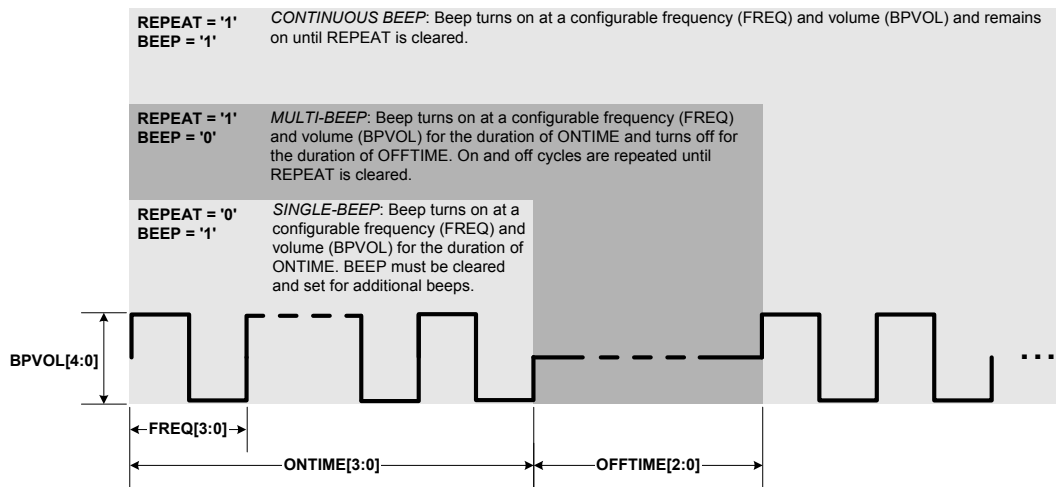 REPEAT = '1'
BEEP = '1'
CONTINUOUS BEEP: Beep turns on at a configurable frequency (FREQ) and volume (BPVOL) and remains
on until REPEAT is cleared.
REPEAT = '1'
BEEP = '0'
MULTI-BEEP: Beep turns on at a configurable frequency (FREQ)
and volume (BPVOL) for the duration of ONTIME and turns off for
the duration of OFFTIME. On and off cycles are repeated until
REPEAT is cleared.
REPEAT = '0'
BEEP = '1'
SINGLE-BEEP: Beep turns on at a
configurable frequency (FREQ) and
volume (BPVOL) for the duration of
ONTIME. BEEP must be cleared
and set for additional beeps.
BPVOL[4:0]
...
FREQ[3:0]
ONTIME[3:0]
OFFTIME[2:0]